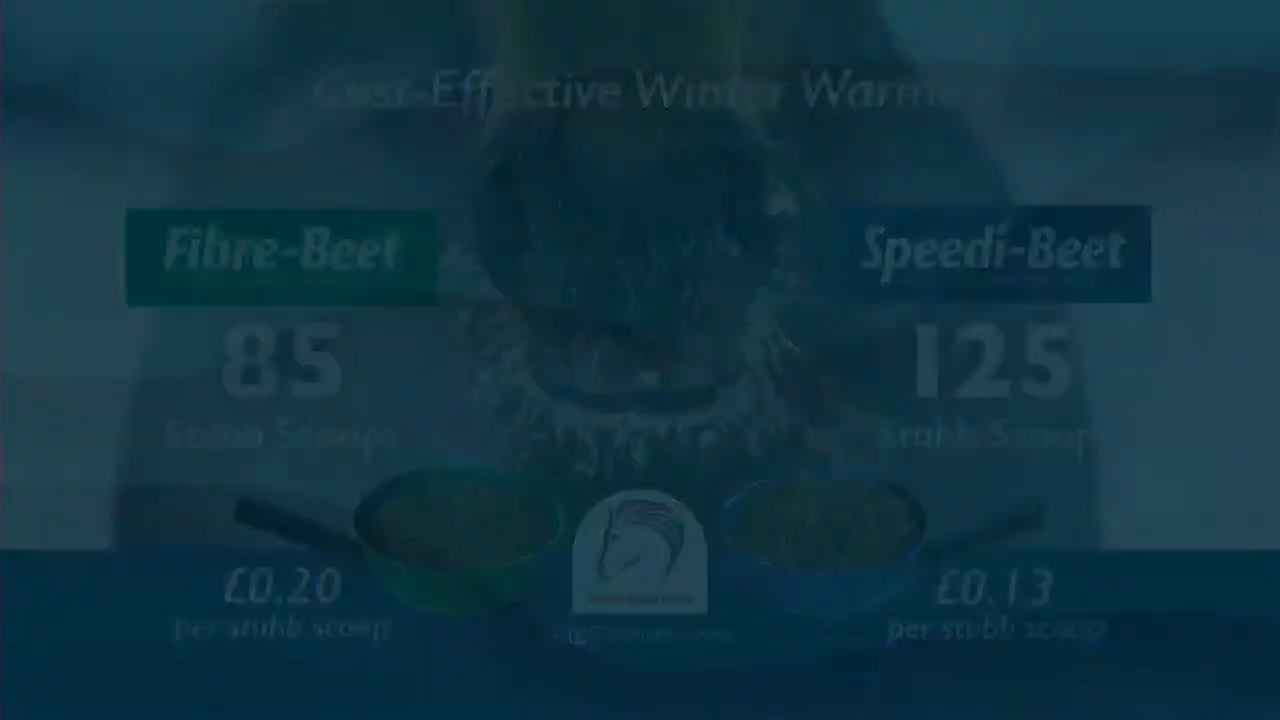 Cost-Effective Winter Warmers
Fibre-Beet
Speedi-Beet
85
125
Stubb Scoops
Stubb Scoops
£0.20
per stubb scoop
£0.13
per stubb scoop